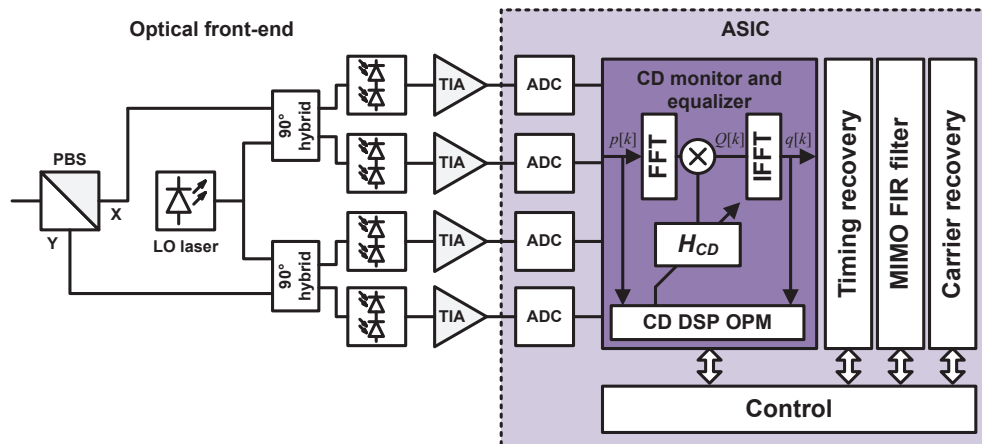 Optical front-end
ASIC
PBS
X
Y
LO laser
90°
hybrid
90°
hybrid
TIA
TIA
TIA
TIA
ADC
ADC
ADC
ADC
CD monitor and
equalizer
p[k]
FFT
Q[k]
IFFT
q[k]
H_CD
CD DSP OPM
Timing recovery
MIMO FIR filter
Carrier recovery
Control